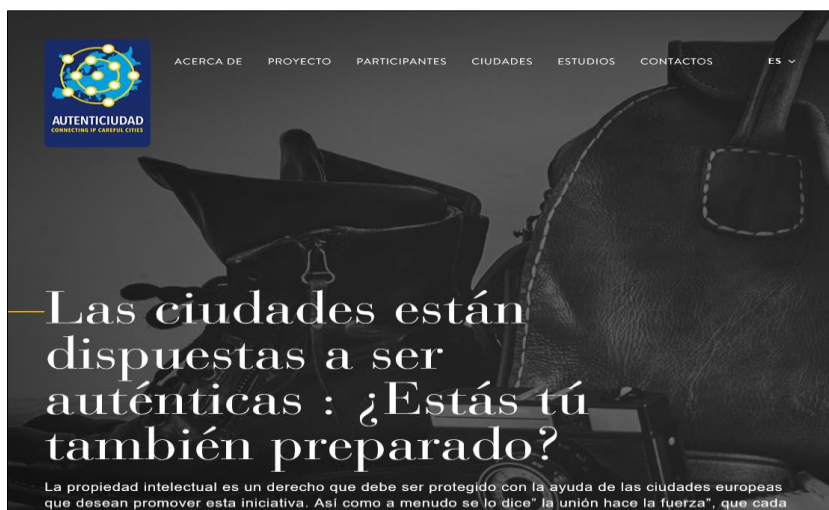 ACERCA DE PROYECTO PARTICIPANTES CIUDADES ESTUDIOS CONTACTOS ES
AUTENTICIUDAD
CONNECTING IP CAREFUL CITIES
Las ciudades están
dispuestas a ser
auténticas : ¿Estás tú
también preparado?
La propiedad intelectual es un derecho que debe ser protegido con la ayuda de las ciudades europeas
que desean promover esta iniciativa. Así como a menudo se lo dice" la unión hace la fuerza", que cada